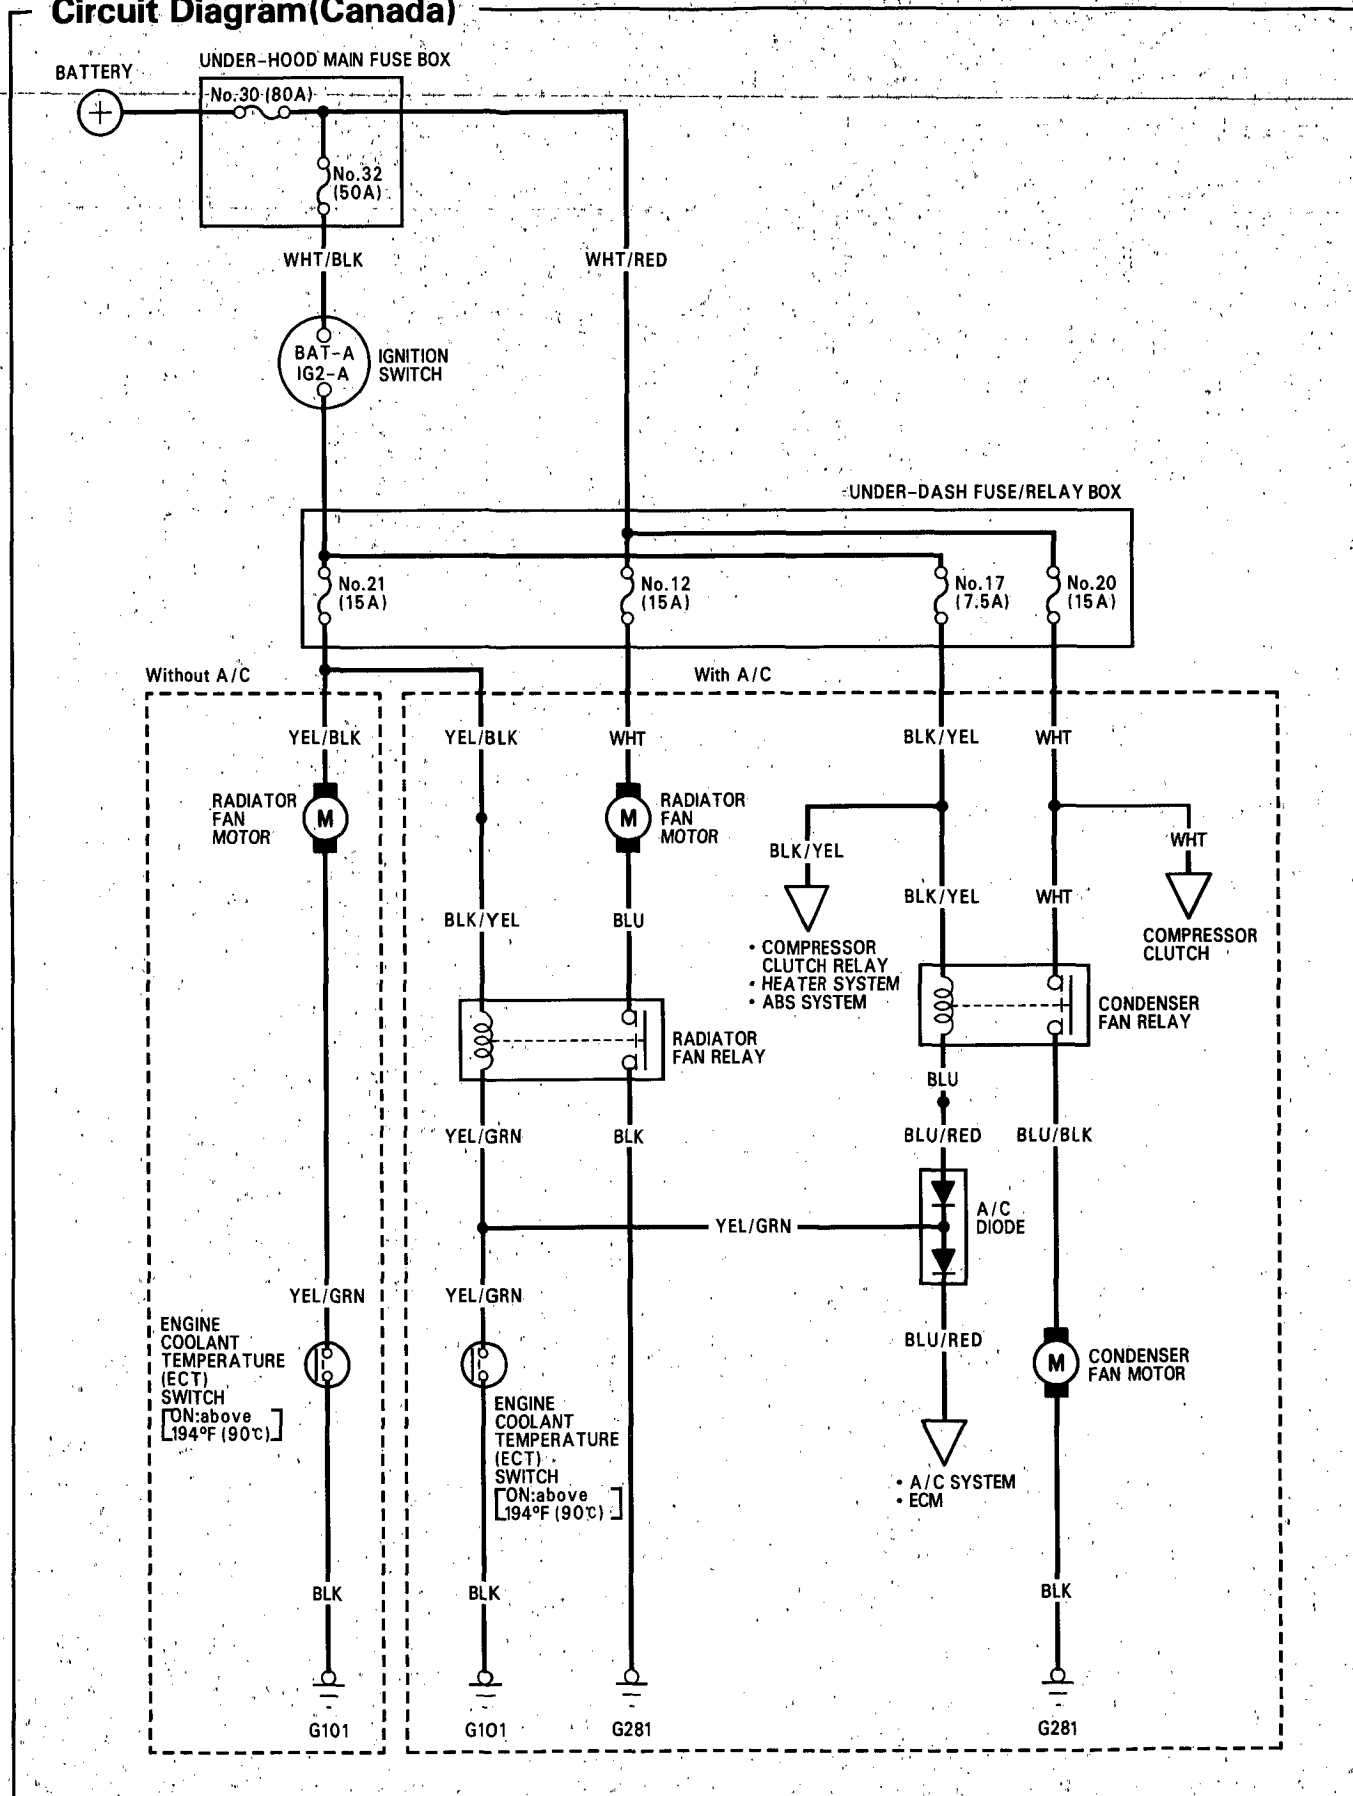 Circuit Diagram(Canada)
UNDER-HOOD MAIN FUSE BOX
BATTERY
No.30 (80A)
+
No.32
(50A)
WHT/BLK
WHT/RED
BAT-A
IG2-A
IGNITION
SWITCH
UNDER-DASH FUSE/RELAY BOX
No.21
(15A)
No.12
(15A)
No.17
(7.5A)
No.20
(15A)
Without A/C
With A/C
YEL/BLK
YEL/BLK
WHT
BLK/YEL
WHT
RADIATOR
FAN
MOTOR
M
M
RADIATOR
FAN
MOTOR
BLK/YEL
WHT
BLK/YEL
BLU
BLK/YEL
WHT
• COMPRESSOR
CLUTCH RELAY
• HEATER SYSTEM
• ABS SYSTEM
COMPRESSOR
CLUTCH
CONDENSER
FAN RELAY
RADIATOR
FAN RELAY
BLU
YEL/GRN
BLK
BLU/RED
BLU/BLK
A/C
DIODE
YEL/GRN
YEL/GRN
YEL/GRN
BLU/RED
ENGINE
COOLANT
TEMPERATURE
(ECT)
SWITCH
[ON:above
194°F (90℃)]
M
CONDENSER
FAN MOTOR
ENGINE
COOLANT
TEMPERATURE
(ECT)
SWITCH
[ON:above
194°F (90℃)]
• A/C SYSTEM
• ECM
BLK
BLK
BLK
G101
G101
G281
G281